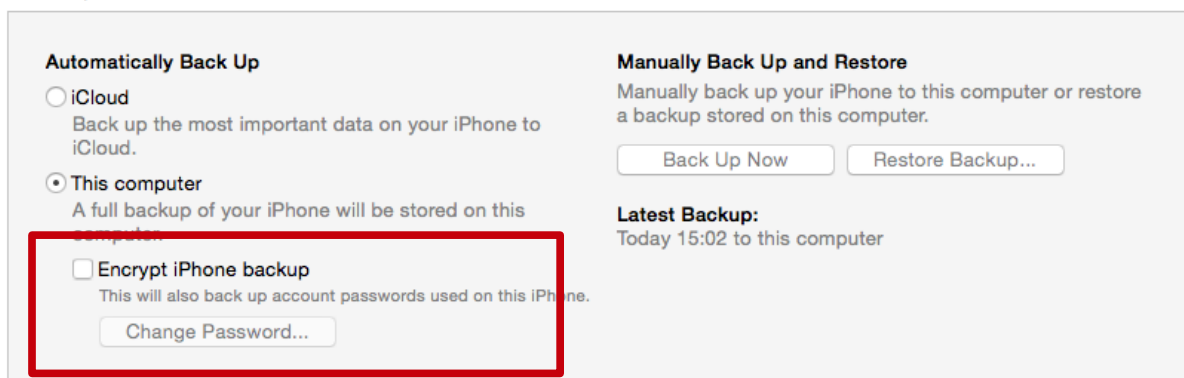 Automatically Back Up
iCloud
Back up the most important data on your iPhone to
iCloud.
This computer
A full backup of your iPhone will be stored on this
computer.
Encrypt iPhone backup
This will also back up account passwords used on this iPhone.
Change Password...
Manually Back Up and Restore
Manually back up your iPhone to this computer or restore
a backup stored on this computer.
Back Up Now
Restore Backup...
Latest Backup:
Today 15:02 to this computer